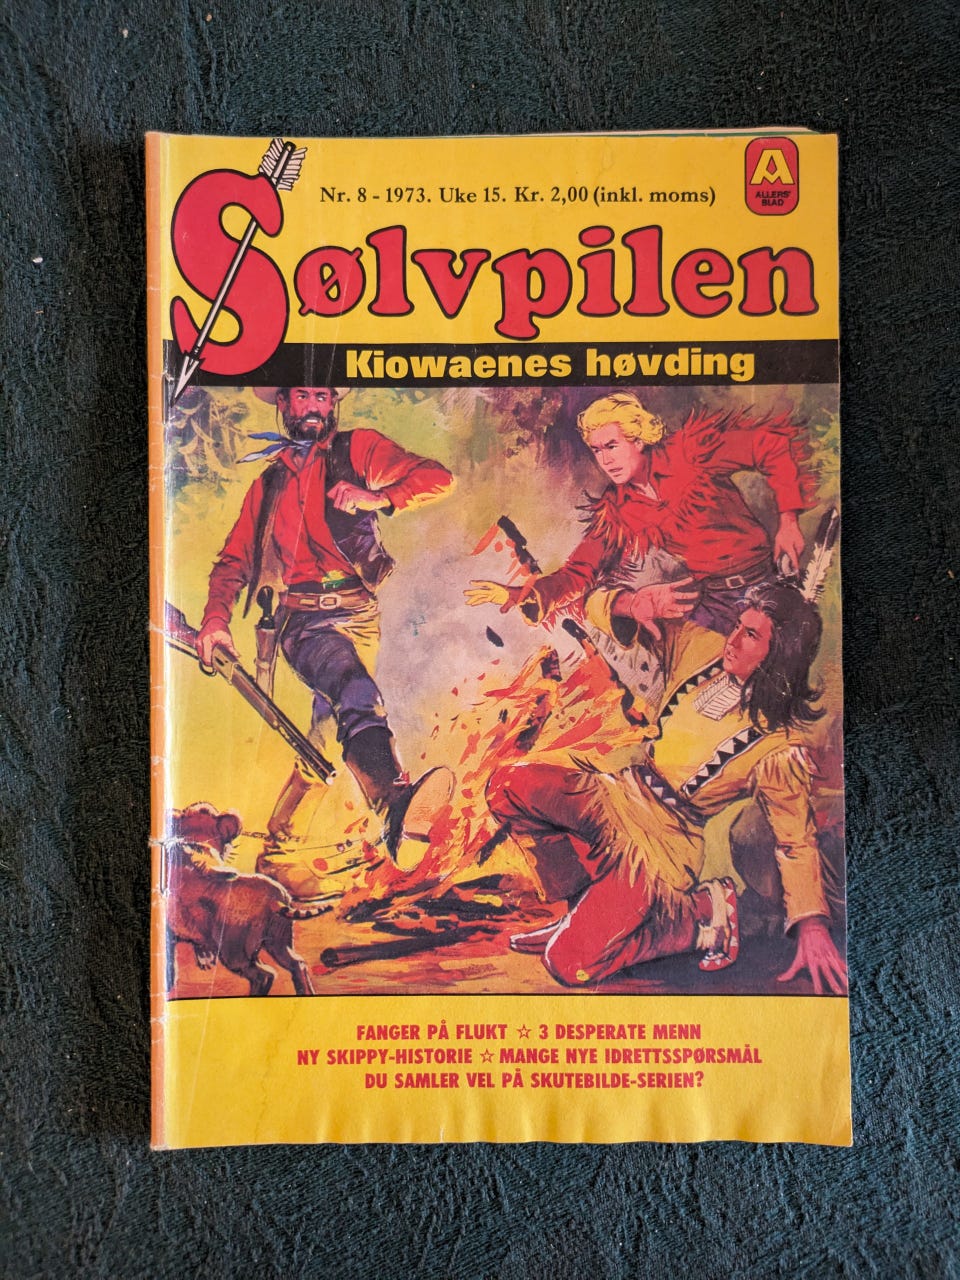 Nr. 8 - 1973. Uke 15. Kr. 2,00 (inkl. moms)
A
ALLERS'
BLAD
Sølvpilen
Kiowaenes høvding
FANGER PÅ FLUKT ☆ 3 DESPERATE MENN
NY SKIPPY-HISTORIE ☆ MANGE NYE IDRETTSSPØRSMÅL
DU SAMLER VEL PÅ SKUTEBILDE-SERIEN?